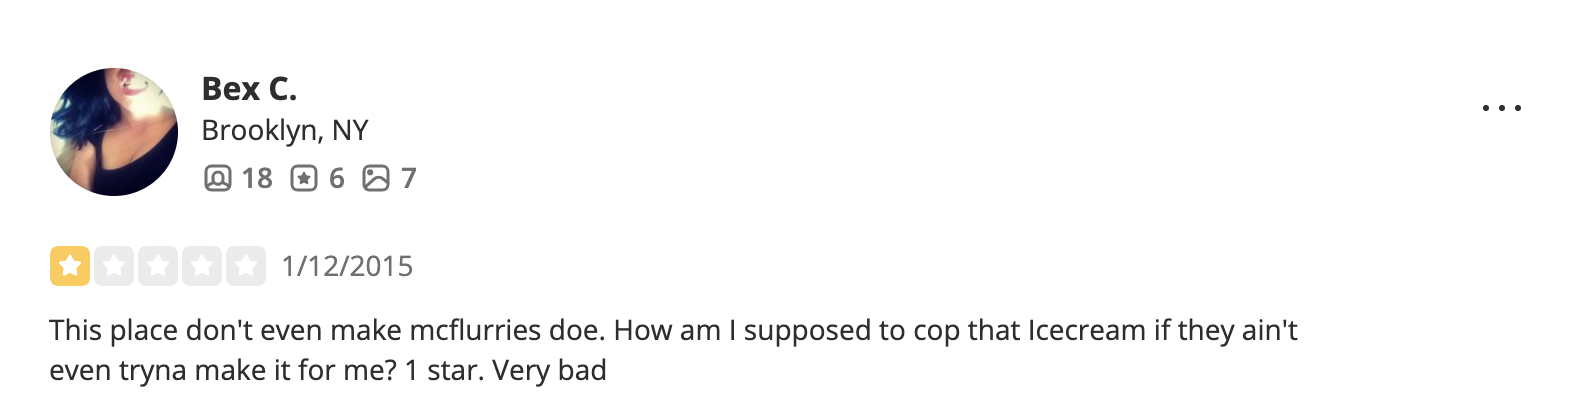 Bex C.
Brooklyn, NY
18 6 7
1/12/2015
This place don't even make mcflurries doe. How am I supposed to cop that Icecream if they ain't
even tryna make it for me? 1 star. Very bad